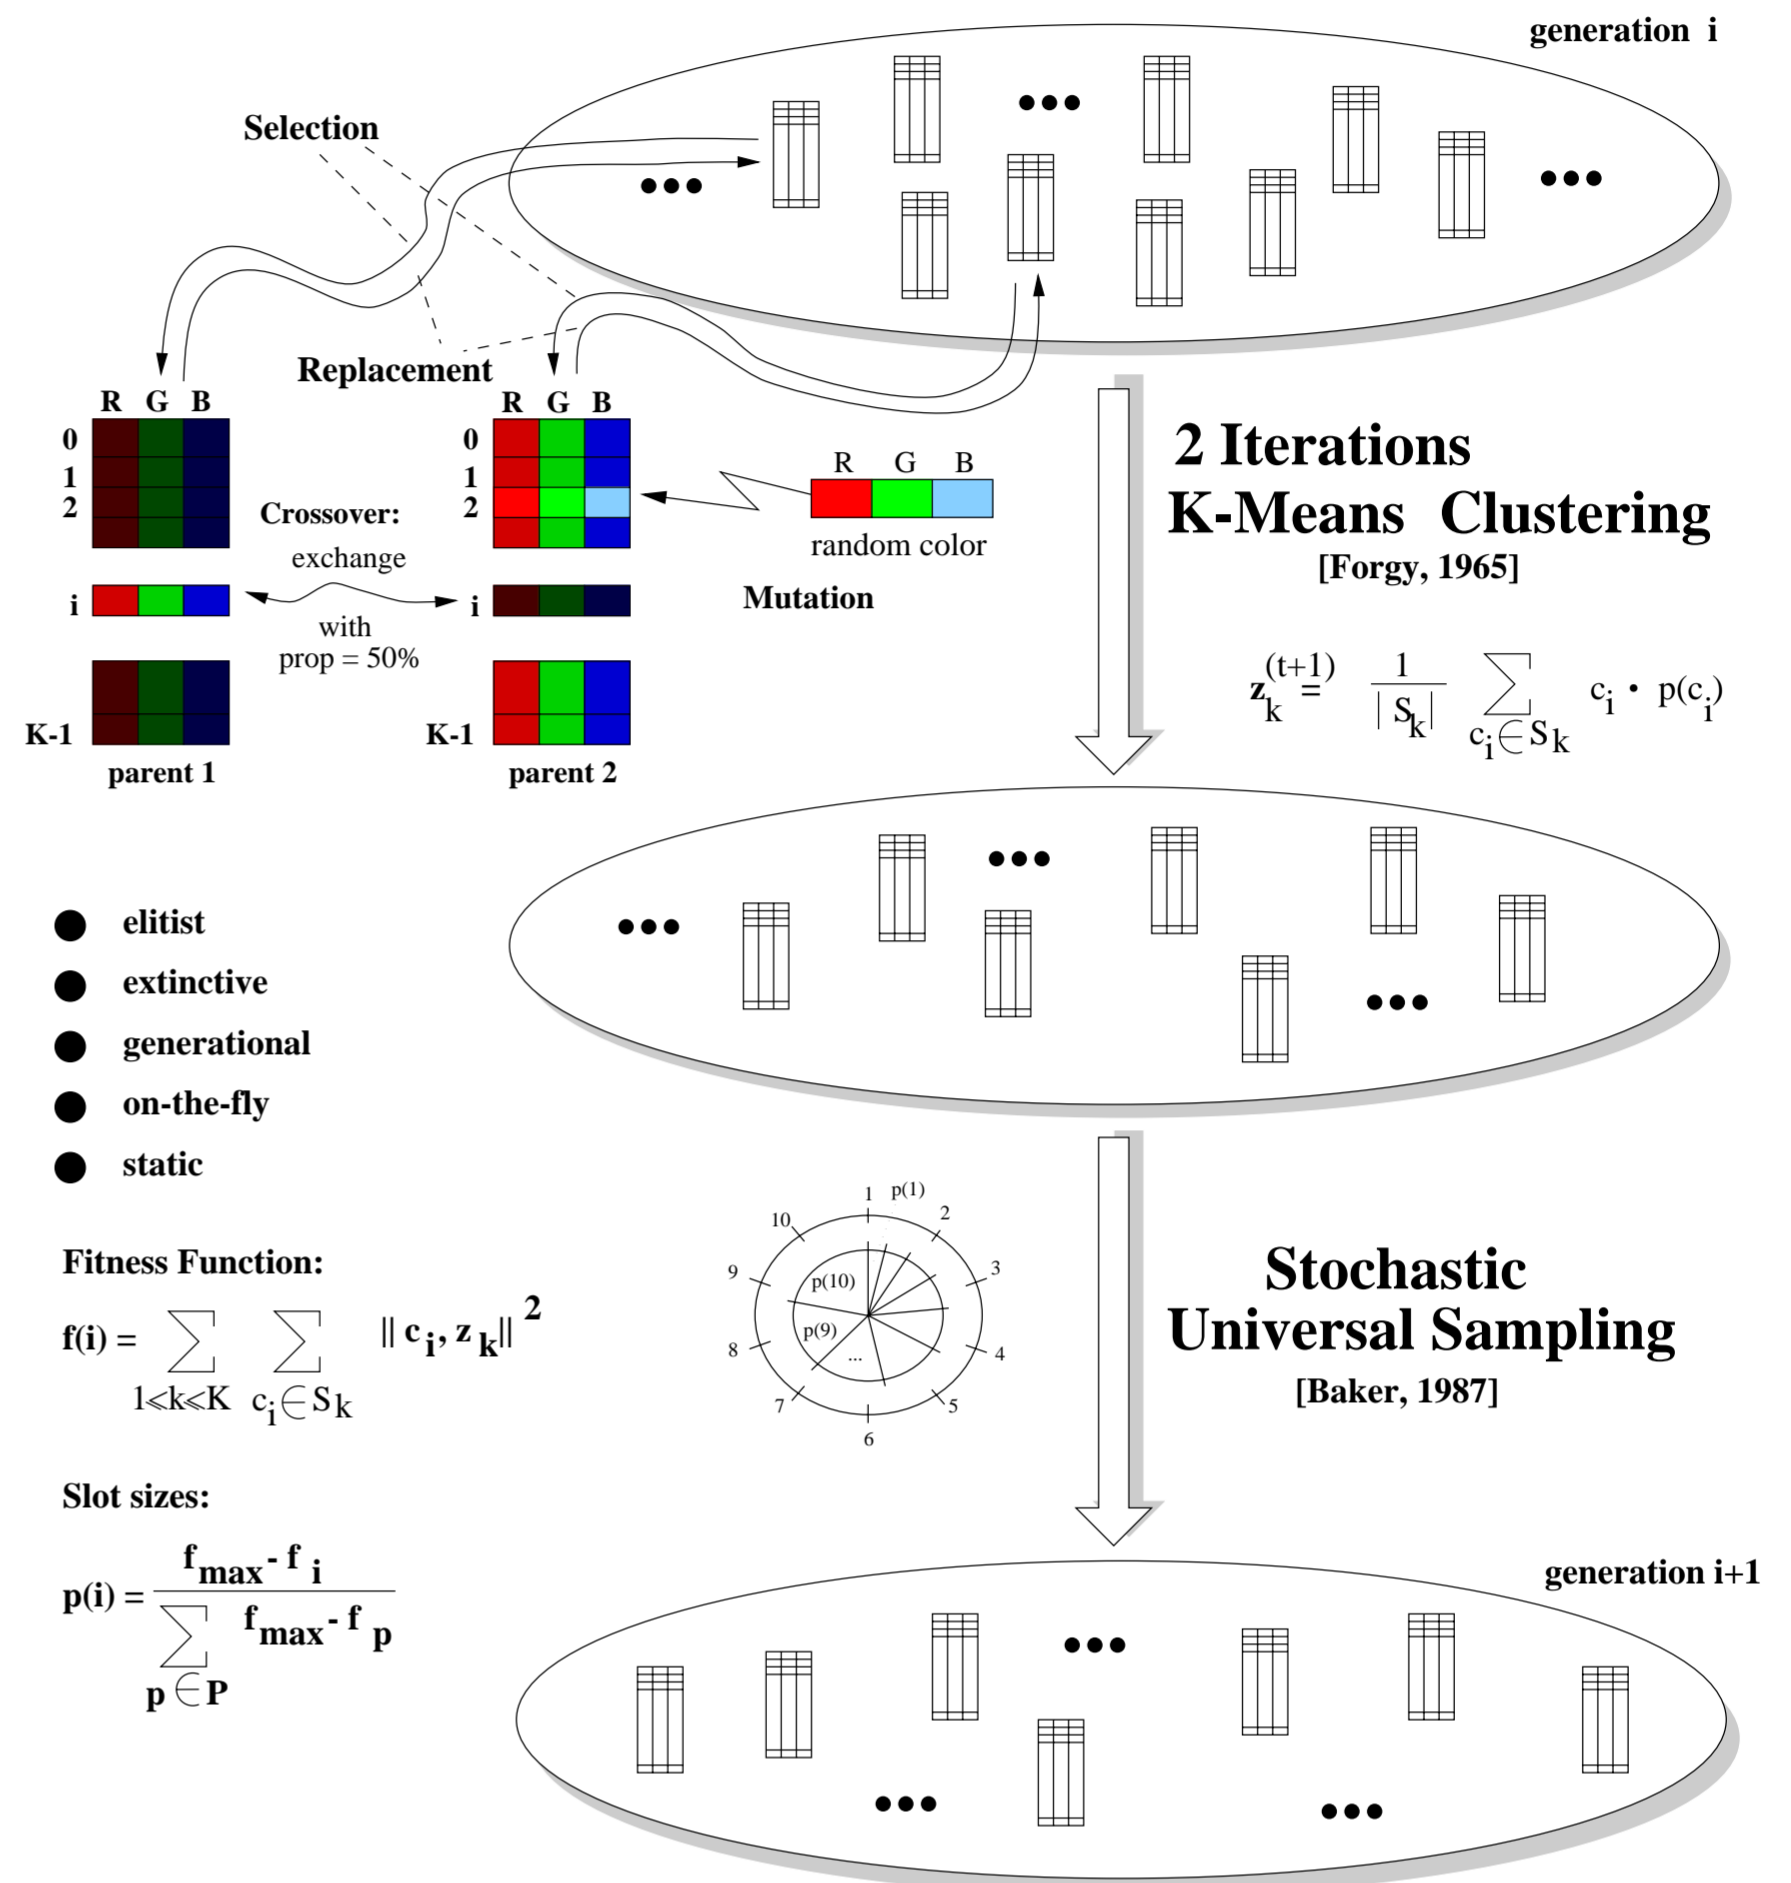 generation i
Selection
Replacement
R G B
0
1
2
i
K-1
parent 1
Crossover:
exchange
with
prop = 50%
R G B
0
1
2
i
K-1
parent 2
R G B
random color
Mutation
2 Iterations
K-Means Clustering
[Forgy, 1965]
z_k^(t+1) = 1 / |S_k| ∑ c_i ∈ S_k c_i · p(c_i)
elitist
extinctive
generational
on-the-fly
static
Fitness Function:
f(i) = ∑ 1≤k≤K ∑ c_i ∈ S_k || c_i, z_k || ^2
Slot sizes:
p(i) = f_max - f_i / ∑ p ∈ P f_max - f_p
1 p(1)
2
3
4
5
6
7
8
9
10
p(10)
p(9)
...
Stochastic
Universal Sampling
[Baker, 1987]
generation i+1